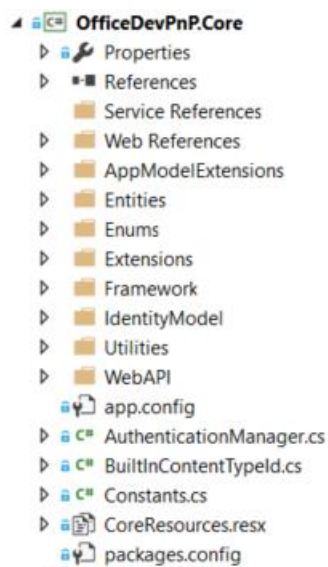 C# OfficeDevPnP.Core
Properties
References
Service References
Web References
AppModelExtensions
Entities
Enums
Extensions
Framework
IdentityModel
Utilities
WebAPI
app.config
C# AuthenticationManager.cs
C# BuiltInContentTypeId.cs
C# Constants.cs
CoreResources.resx
packages.config